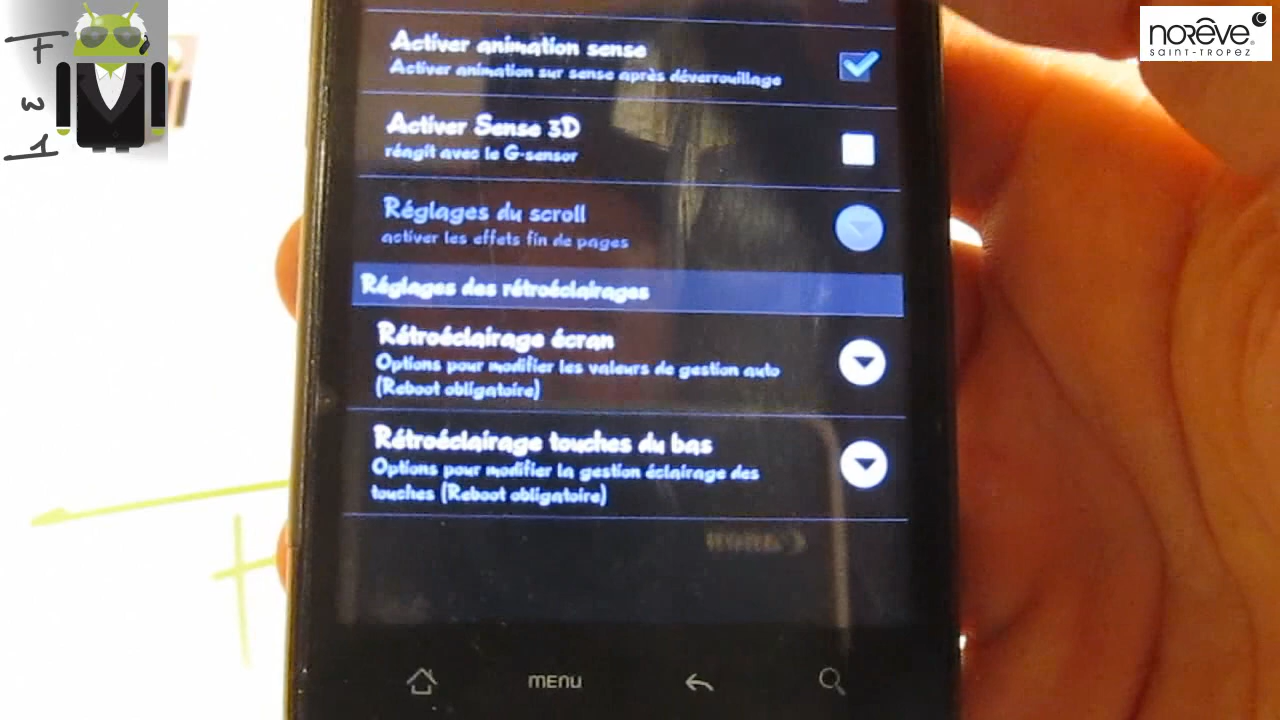 F
W
1
norêve
SAINT-TROPEZ
Activer animation sense
Activer animation sur sense après déverrouillage
Activer Sense 3D
réagit avec le G-sensor
Réglages du scroll
activer les effets fin de pages
Réglages des rétroéclairages
Rétroéclairage écran
Options pour modifier les valeurs de gestion auto
(Reboot obligatoire)
Rétroéclairage touches du bas
Options pour modifier la gestion éclairage des
touches (Reboot obligatoire)
MENU